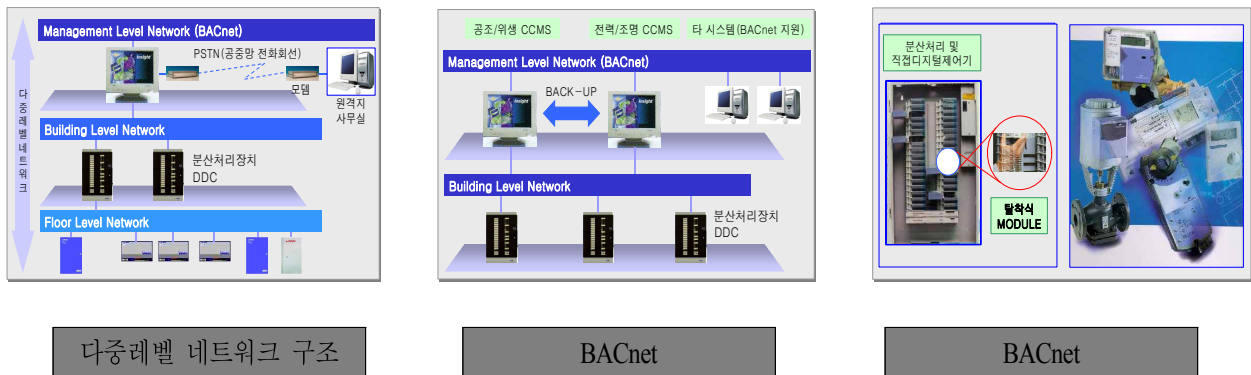 Management Level Network (BACnet)
PSTN(공중망 전화회선)
Insight
모뎀
원격지
사무실
다중레벨네트워크
Building Level Network
분산처리장치
DDC
Floor Level Network
다중레벨 네트워크 구조
공조/위생 CCMS
전력/조명 CCMS
타 시스템(BACnet 지원)
Management Level Network (BACnet)
Insight
BACK-UP
Insight
Building Level Network
분산처리장치
DDC
BACnet
분산처리 및
직접디지털제어기
탈착식
MODULE
BACnet